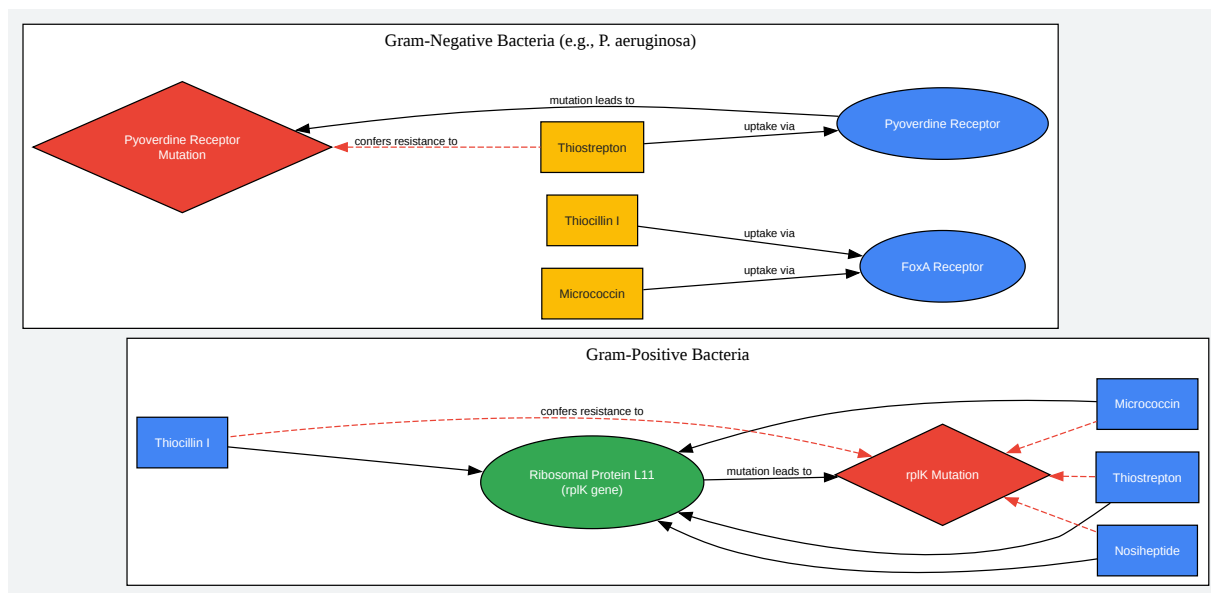 Gram-Negative Bacteria (e.g., P. aeruginosa)
mutation leads to
Pyoverdine Receptor
Mutation
confers resistance to
Thiostrepton
uptake via
Pyoverdine Receptor
Thiocillin I
uptake via
FoxA Receptor
Micrococcin
uptake via
Gram-Positive Bacteria
Thiocillin I
confers resistance to
Ribosomal Protein L11
(rplK gene)
mutation leads to
rplK Mutation
Micrococcin
Thiostrepton
Nosiheptide